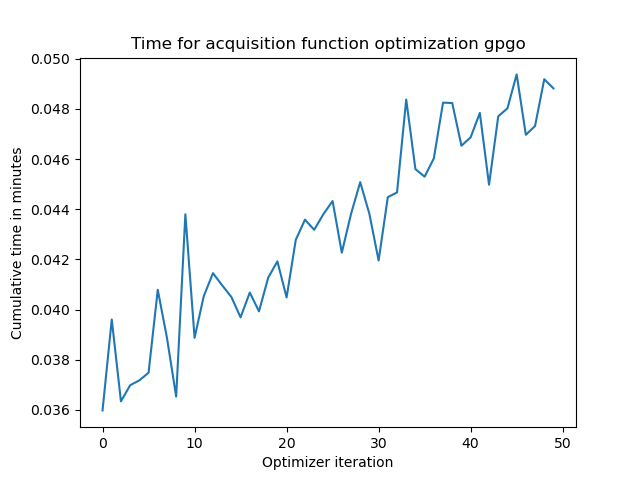 Time for acquisition function optimization gpgo
0.050
0.048
0.046
0.044
0.042
0.040
0.038
0.036
Cumulative time in minutes
0 10 20 30 40 50
Optimizer iteration